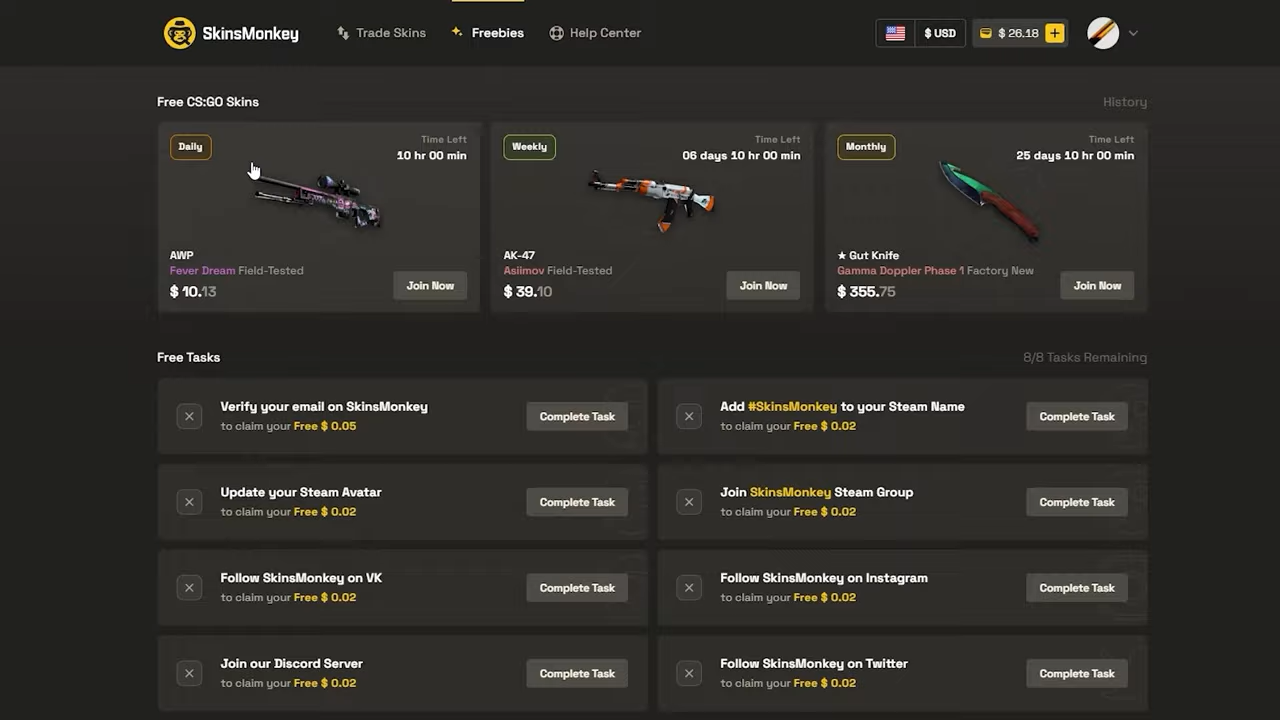 SkinsMonkey
Trade Skins
Freebies
Help Center
$ USD
$ 26.18
Free CS:GO Skins
History
Daily
Time Left
10 hr 00 min
AWP
Fever Dream Field-Tested
$ 10.13
Join Now
Weekly
Time Left
06 days 10 hr 00 min
AK-47
Asiimov Field-Tested
$ 39.10
Join Now
Monthly
Time Left
25 days 10 hr 00 min
★ Gut Knife
Gamma Doppler Phase 1 Factory New
$ 355.75
Join Now
Free Tasks
8/8 Tasks Remaining
Verify your email on SkinsMonkey
to claim your Free $ 0.05
Complete Task
Add #SkinsMonkey to your Steam Name
to claim your Free $ 0.02
Complete Task
Update your Steam Avatar
to claim your Free $ 0.02
Complete Task
Join SkinsMonkey Steam Group
to claim your Free $ 0.02
Complete Task
Follow SkinsMonkey on VK
to claim your Free $ 0.02
Complete Task
Follow SkinsMonkey on Instagram
to claim your Free $ 0.02
Complete Task
Join our Discord Server
to claim your Free $ 0.02
Complete Task
Follow SkinsMonkey on Twitter
to claim your Free $ 0.02
Complete Task